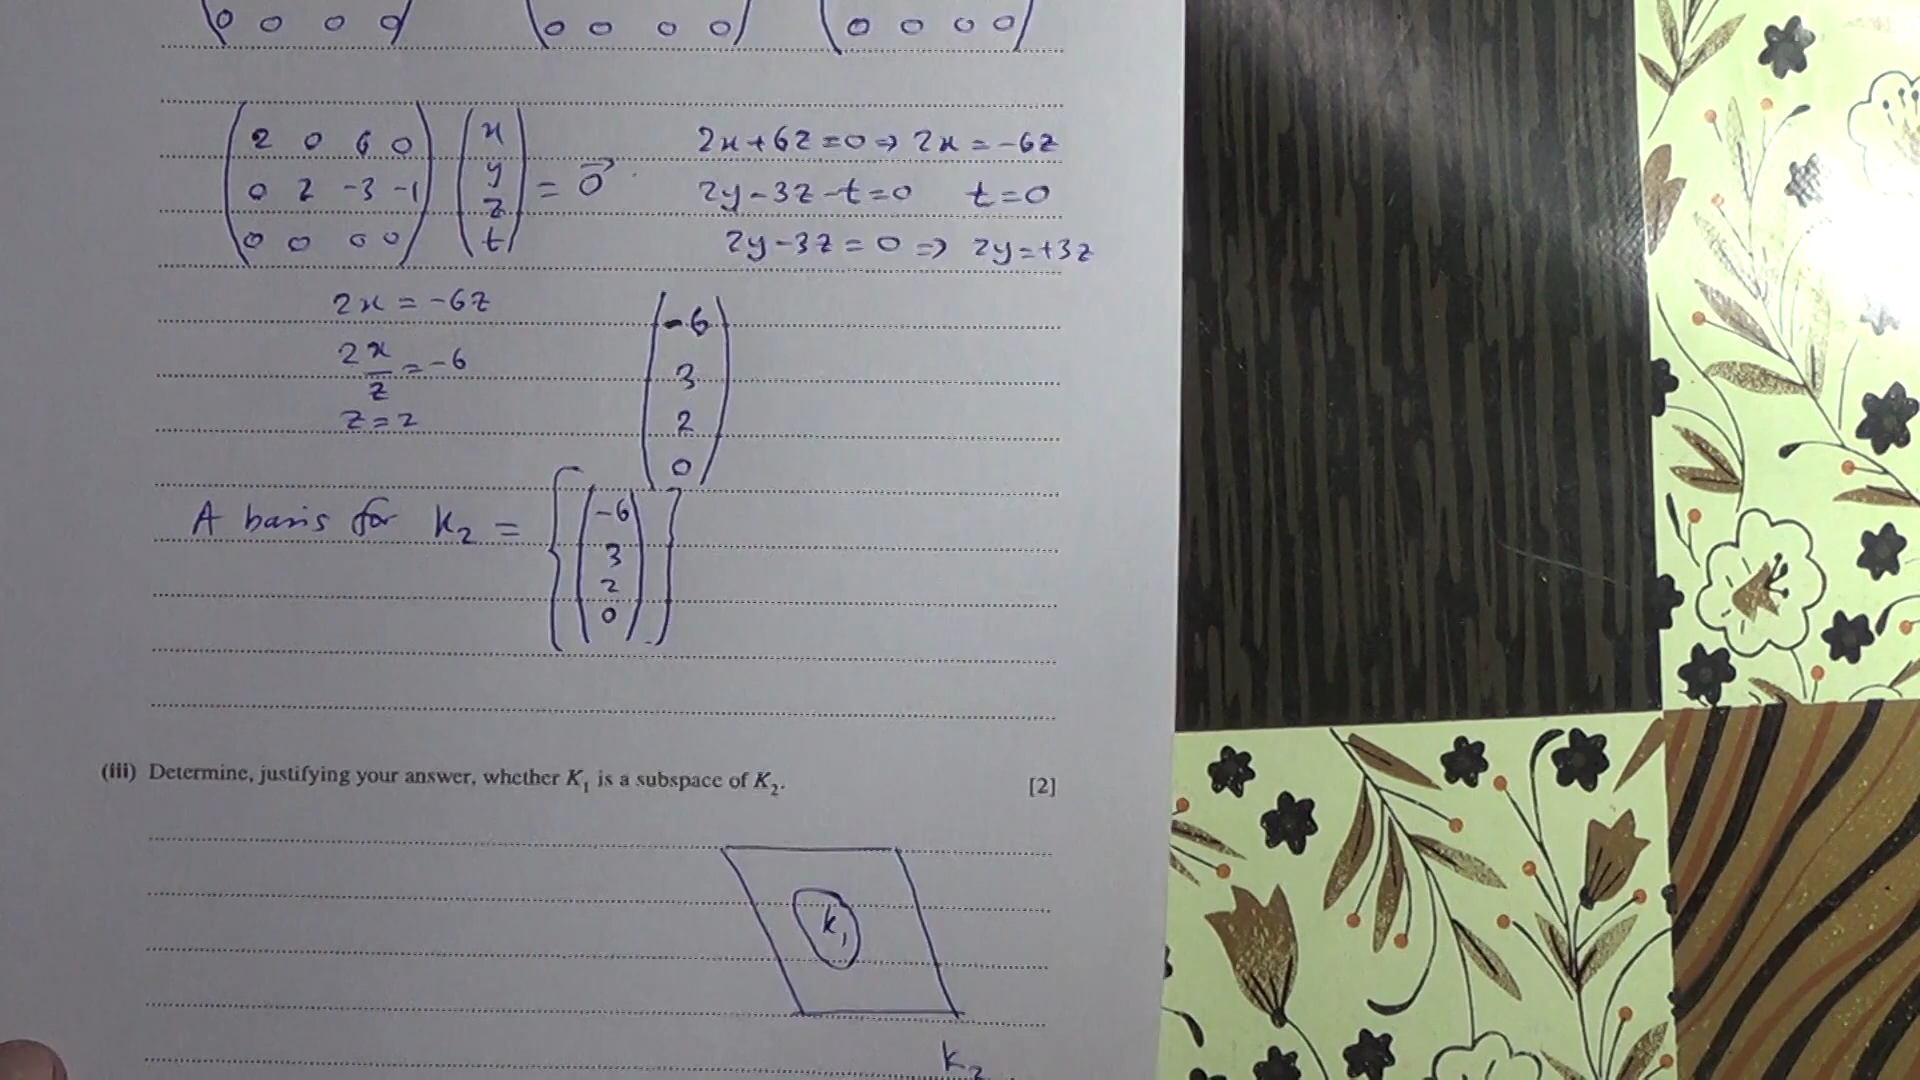 0 0 0 0 0 0 0 0 0 0 0 0
2 0 6 0 x 2x+6z=0 ⇒ 2x = -6z
0 2 -3 -1 y = 0⃗ 2y-3z-t=0 t=0
0 0 0 0 z 2y-3z=0 ⇒ 2y=+3z
t
2x = -6z -6
2x/z = -6 3
z=2 2
0
A basis for K₂ = { -6
3
2
0 }
(iii) Determine, justifying your answer, whether K₁ is a subspace of K₂. [2]
K₁
K₂